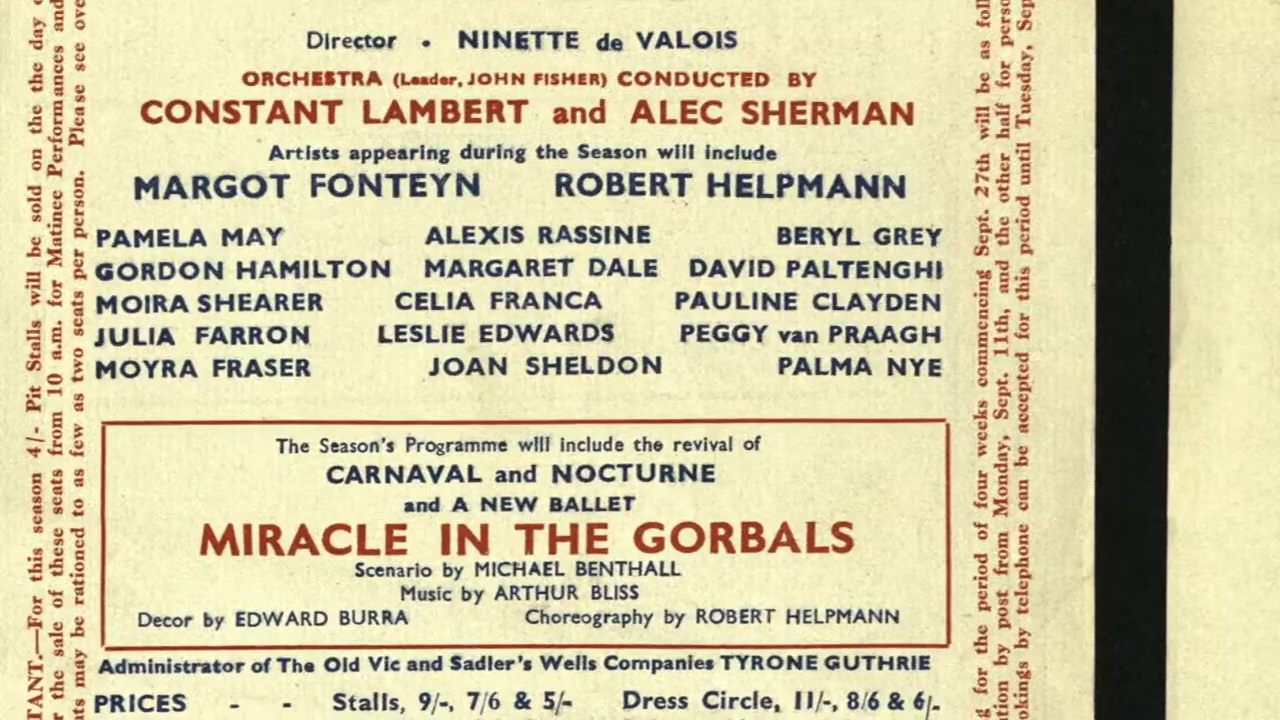 Director . NINETTE de VALOIS
ORCHESTRA (Leader, JOHN FISHER) CONDUCTED BY
CONSTANT LAMBERT and ALEC SHERMAN
Artists appearing during the Season will include
MARGOT FONTEYN ROBERT HELPMANN
PAMELA MAY ALEXIS RASSINE BERYL GREY
GORDON HAMILTON MARGARET DALE DAVID PALTENGHI
MOIRA SHEARER CELIA FRANCA PAULINE CLAYDEN
JULIA FARRON LESLIE EDWARDS PEGGY van PRAAGH
MOYRA FRASER JOAN SHELDON PALMA NYE
The Season's Programme will include the revival of
CARNAVAL and NOCTURNE
and A NEW BALLET
MIRACLE IN THE GORBALS
Scenario by MICHAEL BENTHALL
Music by ARTHUR BLISS
Decor by EDWARD BURRA Choreography by ROBERT HELPMANN
Administrator of The Old Vic and Sadler's Wells Companies TYRONE GUTHRIE
PRICES - - Stalls, 9/-, 7/6 & 5/- Dress Circle, 11/-, 8/6 & 6/-
TANT.—For this season 4/- Pit Stalls will be sold on the day
the sale of these seats from 10 a.m. for Matinee Performances and
may be rationed to as few as two seats per person. Please see
for the period of four weeks commencing Sept. 27th will be as
by post from Monday, Sept. 11th, and the other half for
by telephone can be accepted for this period until Tuesday,